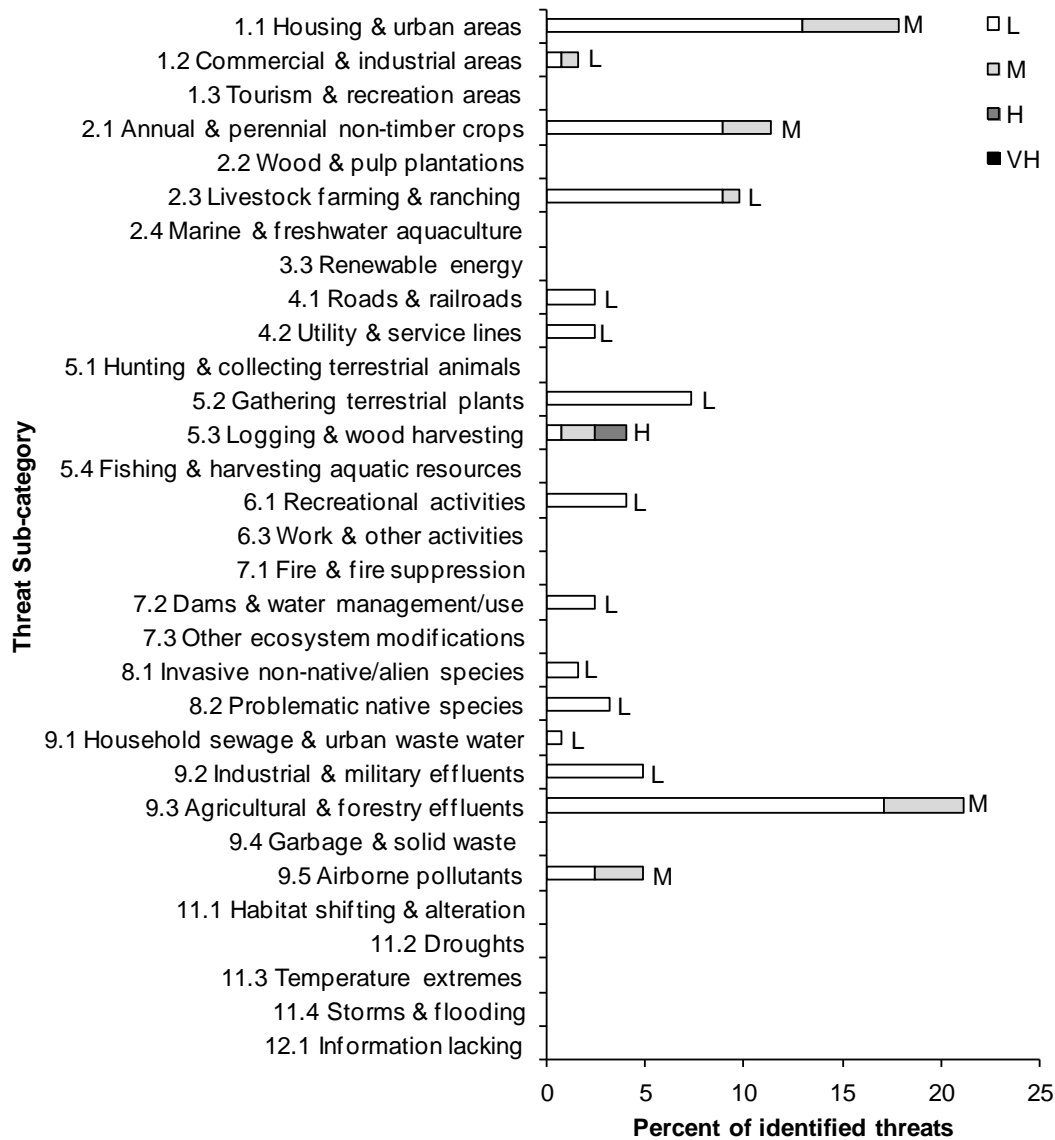 1.1 Housing & urban areas M
1.2 Commercial & industrial areas L
1.3 Tourism & recreation areas
2.1 Annual & perennial non-timber crops M
2.2 Wood & pulp plantations
2.3 Livestock farming & ranching L
2.4 Marine & freshwater aquaculture
3.3 Renewable energy
4.1 Roads & railroads L
4.2 Utility & service lines L
5.1 Hunting & collecting terrestrial animals
5.2 Gathering terrestrial plants L
5.3 Logging & wood harvesting H
5.4 Fishing & harvesting aquatic resources
6.1 Recreational activities L
6.3 Work & other activities
7.1 Fire & fire suppression
7.2 Dams & water management/use L
7.3 Other ecosystem modifications
8.1 Invasive non-native/alien species L
8.2 Problematic native species L
9.1 Household sewage & urban waste water L
9.2 Industrial & military effluents L
9.3 Agricultural & forestry effluents M
9.4 Garbage & solid waste
9.5 Airborne pollutants M
11.1 Habitat shifting & alteration
11.2 Droughts
11.3 Temperature extremes
11.4 Storms & flooding
12.1 Information lacking
Threat Sub-category
0 5 10 15 20 25
Percent of identified threats
L
M
H
VH